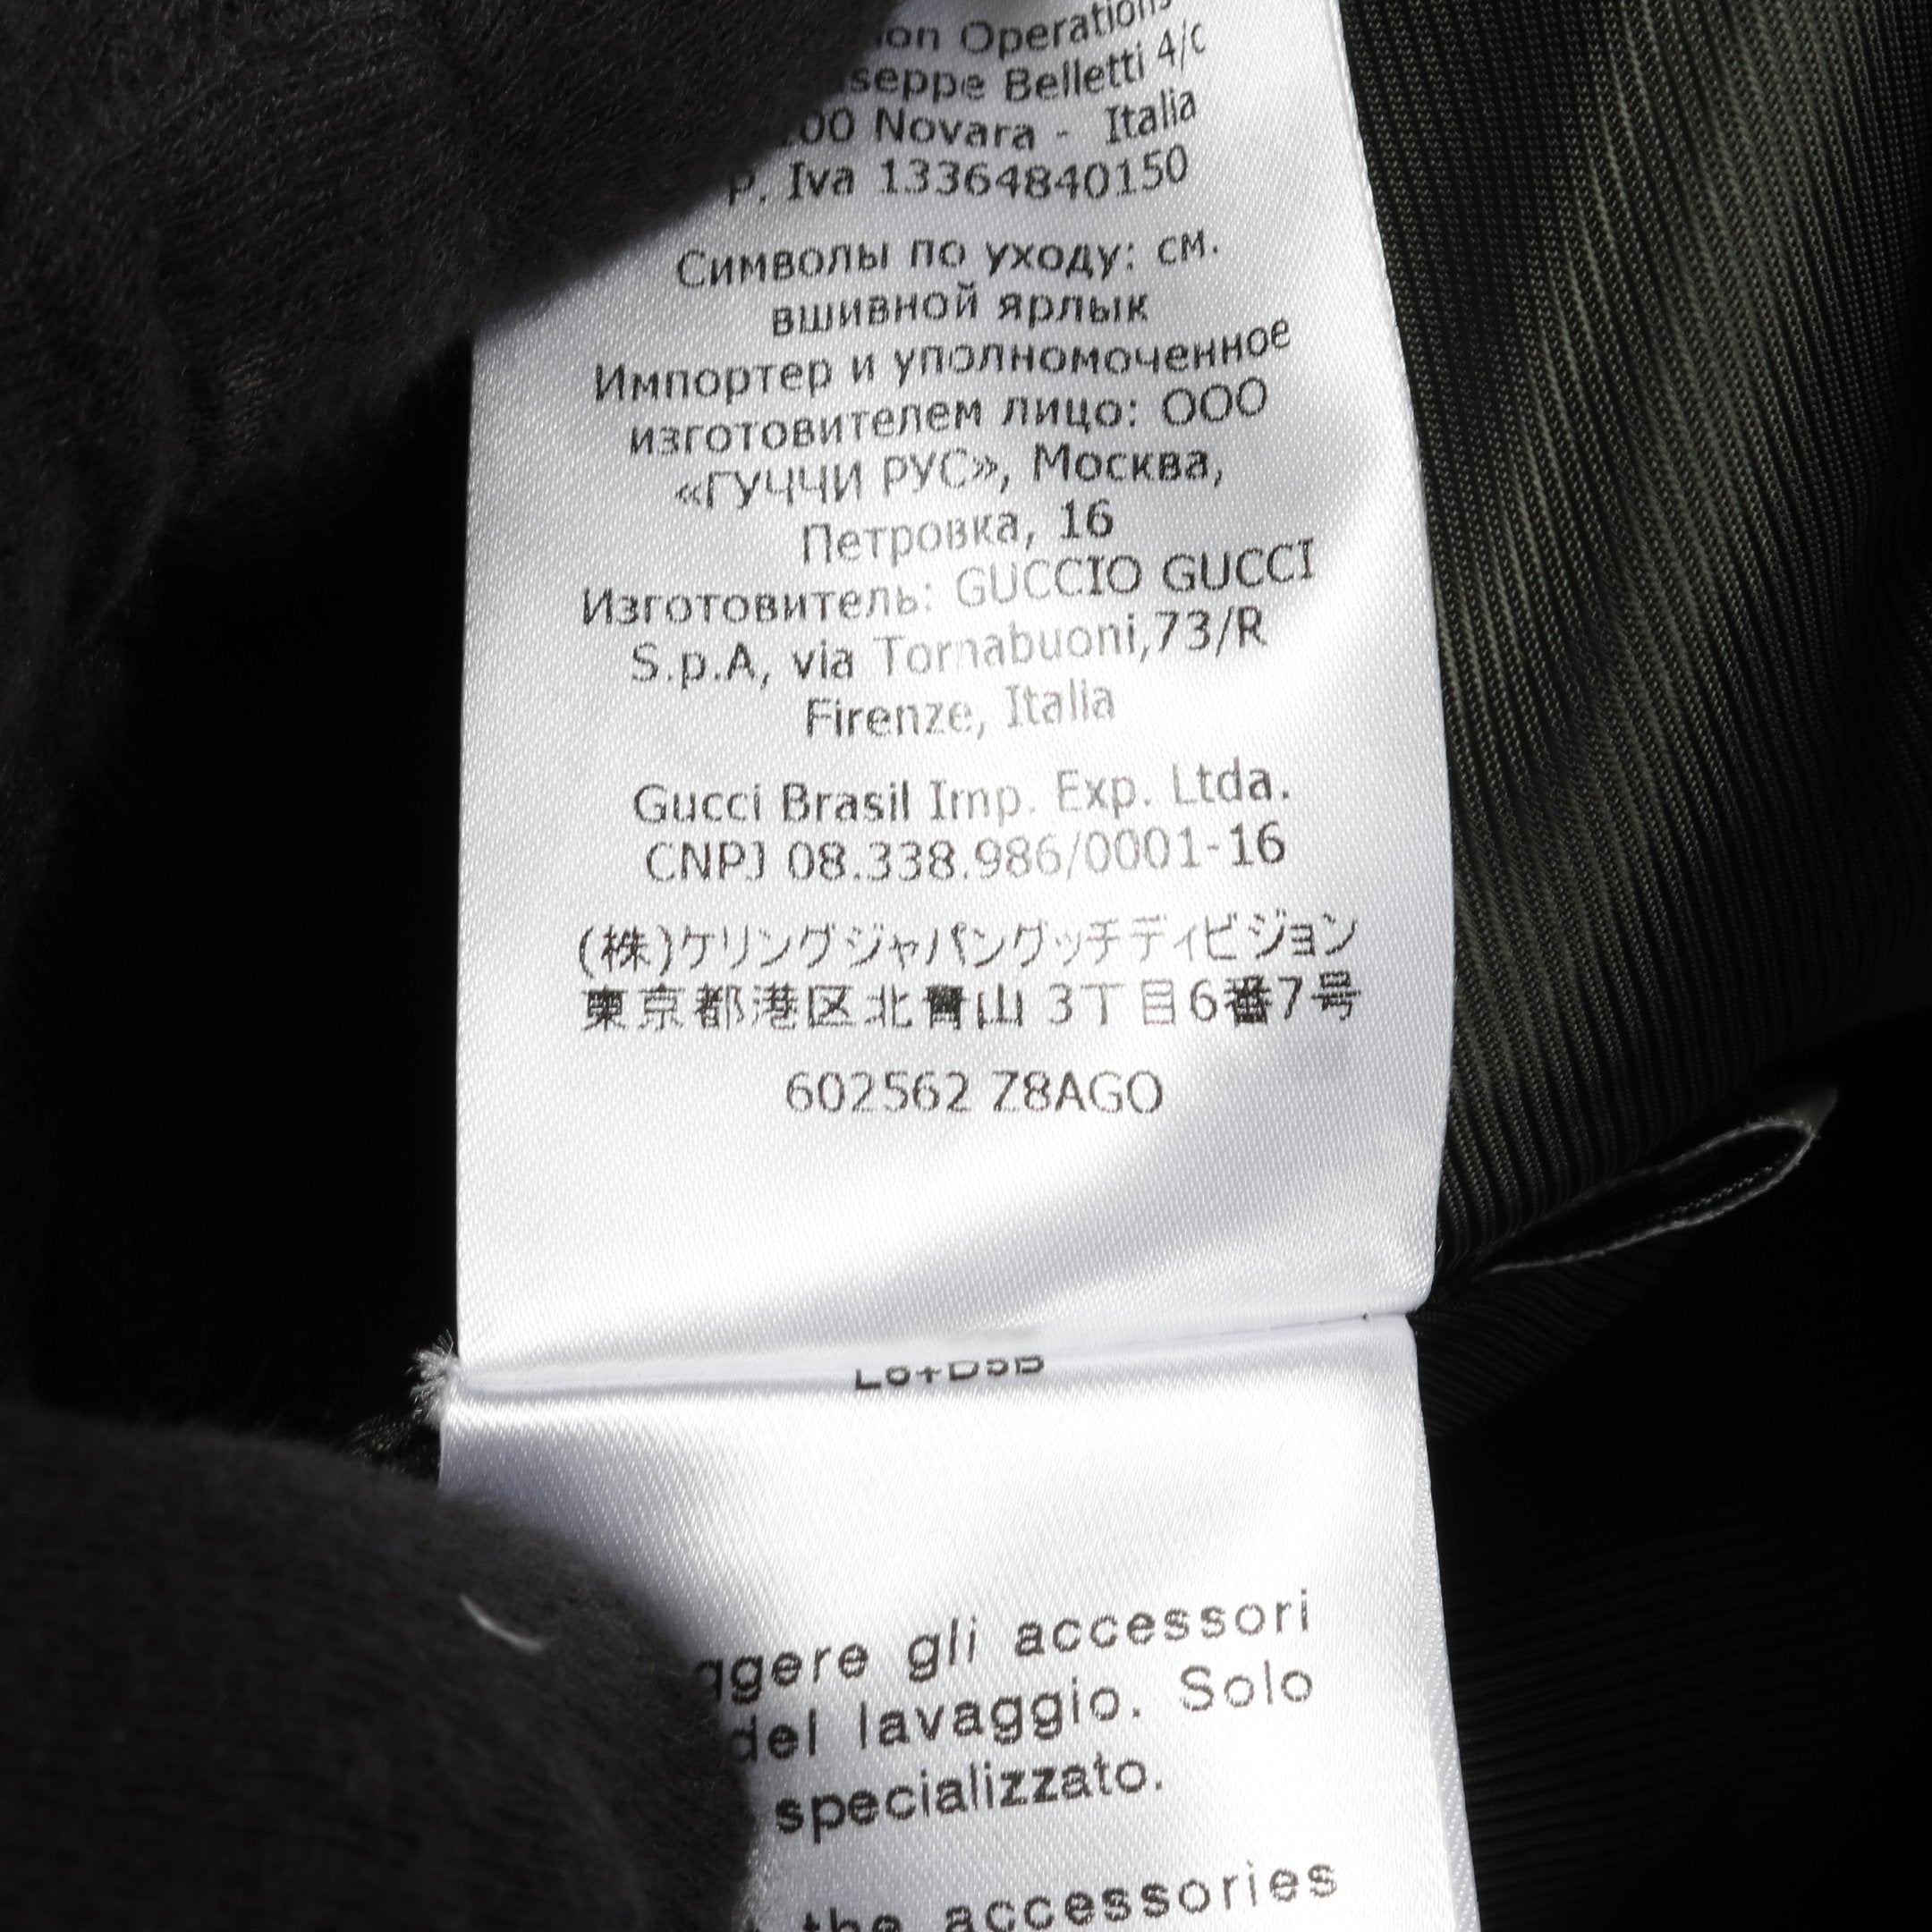 Operations
Belletti 4/c
00 Novara - Italia
P. Iva 13364840150
Символы по уходу: см.
вшивной ярлык
Импортер и уполномоченное
изготовителем лицо: ООО
«ГУЧЧИ РУС», Москва,
Петровка, 16
Изготовитель: GUCCIO GUCCI
S.p.A, via Tornabuoni,73/R
Firenze, Italia
Gucci Brasil Imp. Exp. Ltda.
CNPJ 08.338.986/0001-16
(株)ケリングジャパングッチディビジョン
東京都港区北青山 3丁目6番7号
602562 Z8AGO
gli accessori
del lavaggio. Solo
specializzato.
the accessories